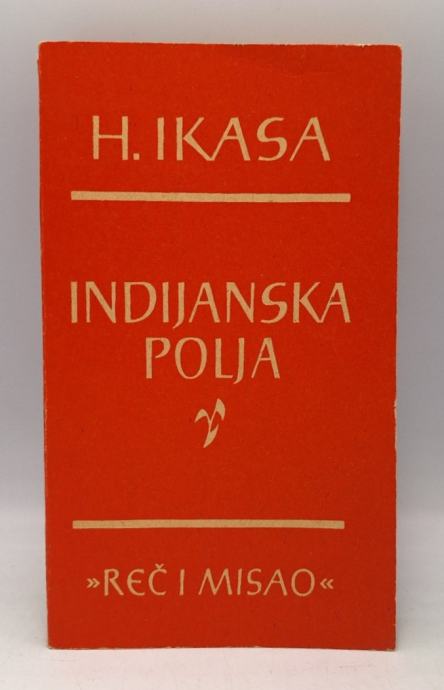 H. IKASA
INDIJANSKA
POLJA
»REČ I MISAO«